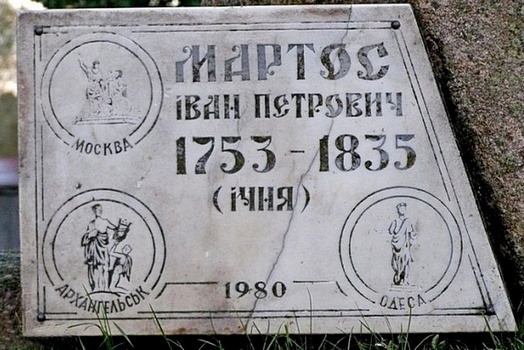 МАРТОС
ІВАН ПЕТРОВИЧ
1753-1835
(ІЧНЯ)
МОСКВА
АРХАНГЕЛЬСЬК
1980
ОДЕСА